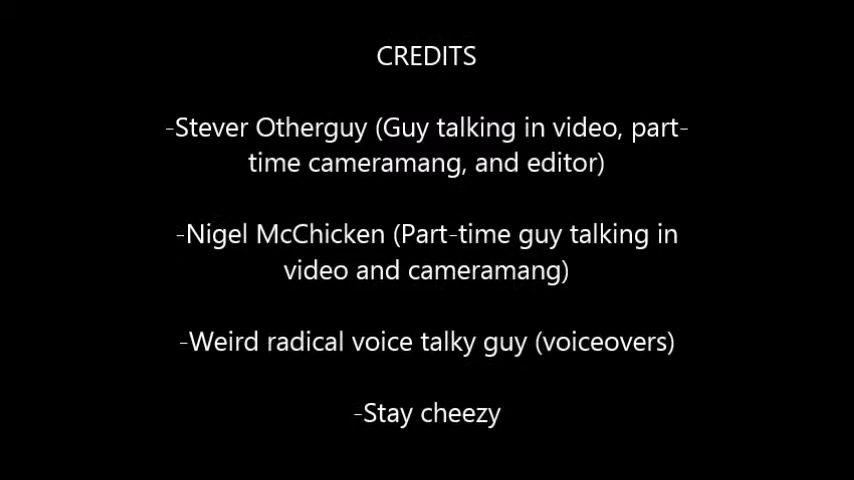 CREDITS
-Stever Otherguy (Guy talking in video, part-
time cameramang, and editor)
-Nigel McChicken (Part-time guy talking in
video and cameramang)
-Weird radical voice talky guy (voiceovers)
-Stay cheezy